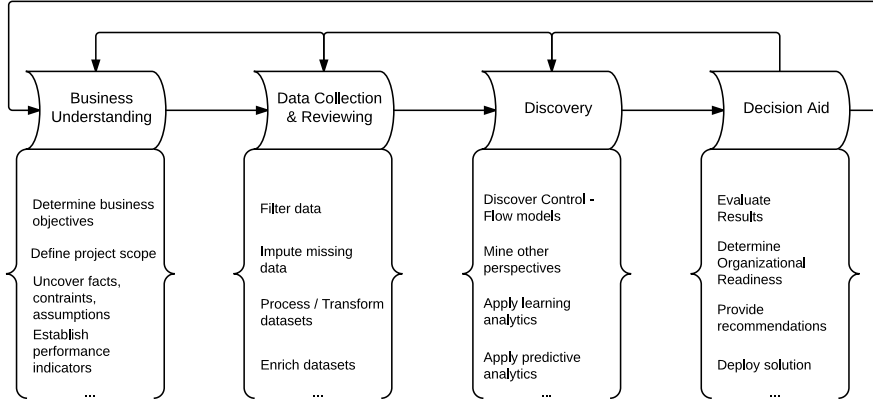 Business
Understanding
Data Collection
& Reviewing
Discovery
Decision Aid
Determine business
objectives
Define project scope
Uncover facts,
contraints,
assumptions
Establish
performance
indicators
...
Filter data
Impute missing
data
Process / Transform
datasets
Enrich datasets
...
Discover Control -
Flow models
Mine other
perspectives
Apply learning
analytics
Apply predictive
analytics
...
Evaluate
Results
Determine
Organizational
Readiness
Provide
recommendations
Deploy solution
...